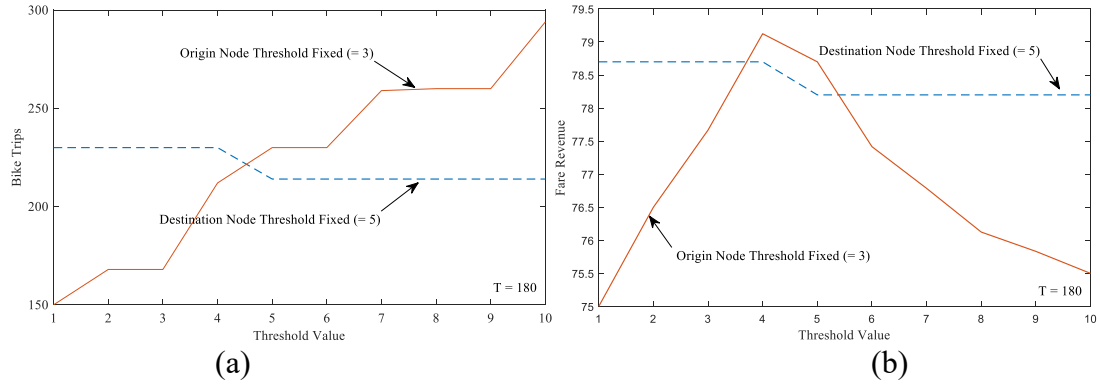 300
250
200
150
Bike Trips
Origin Node Threshold Fixed (= 3)
Destination Node Threshold Fixed (= 5)
T = 180
1 2 3 4 5 6 7 8 9 10
Threshold Value
(a)
79.5
79
78.5
78
77.5
77
76.5
76
75.5
75
Fare Revenue
Destination Node Threshold Fixed (= 5)
Origin Node Threshold Fixed (= 3)
T = 180
1 2 3 4 5 6 7 8 9 10
Threshold Value
(b)